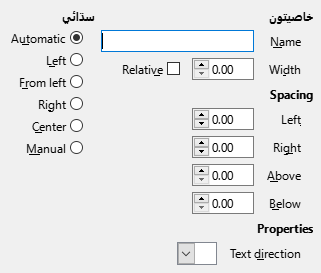 خاصيتون
Name
Width 0.00 Relative
Spacing
Left 0.00
Right 0.00
Above 0.00
Below 0.00
Properties
Text direction
سڌائي
Automatic
Left
From left
Right
Center
Manual